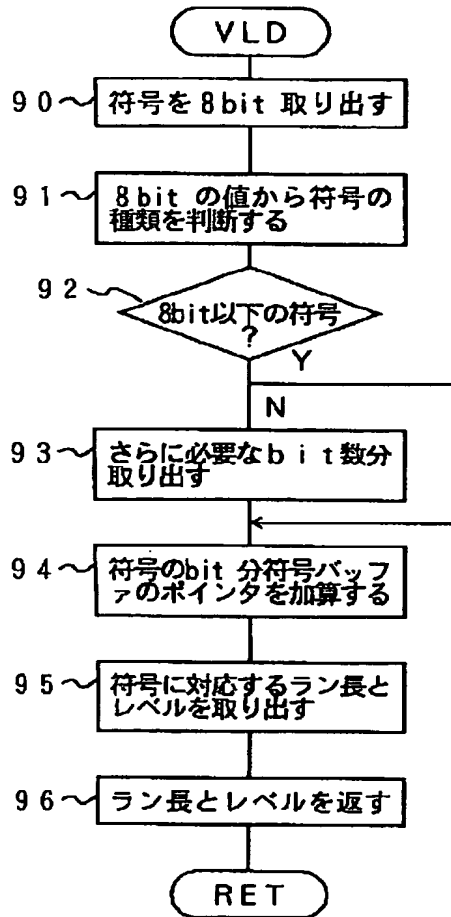 VLD
90
符号を8bit 取り出す
91
8bit の値から符号の
種類を判断する
92
8bit以下の符号
?
Y
N
93
さらに必要なbit数分
取り出す
94
符号のbit 分符号バッフ
ァのポインタを加算する
95
符号に対応するラン長と
レベルを取り出す
96
ラン長とレベルを返す
RET